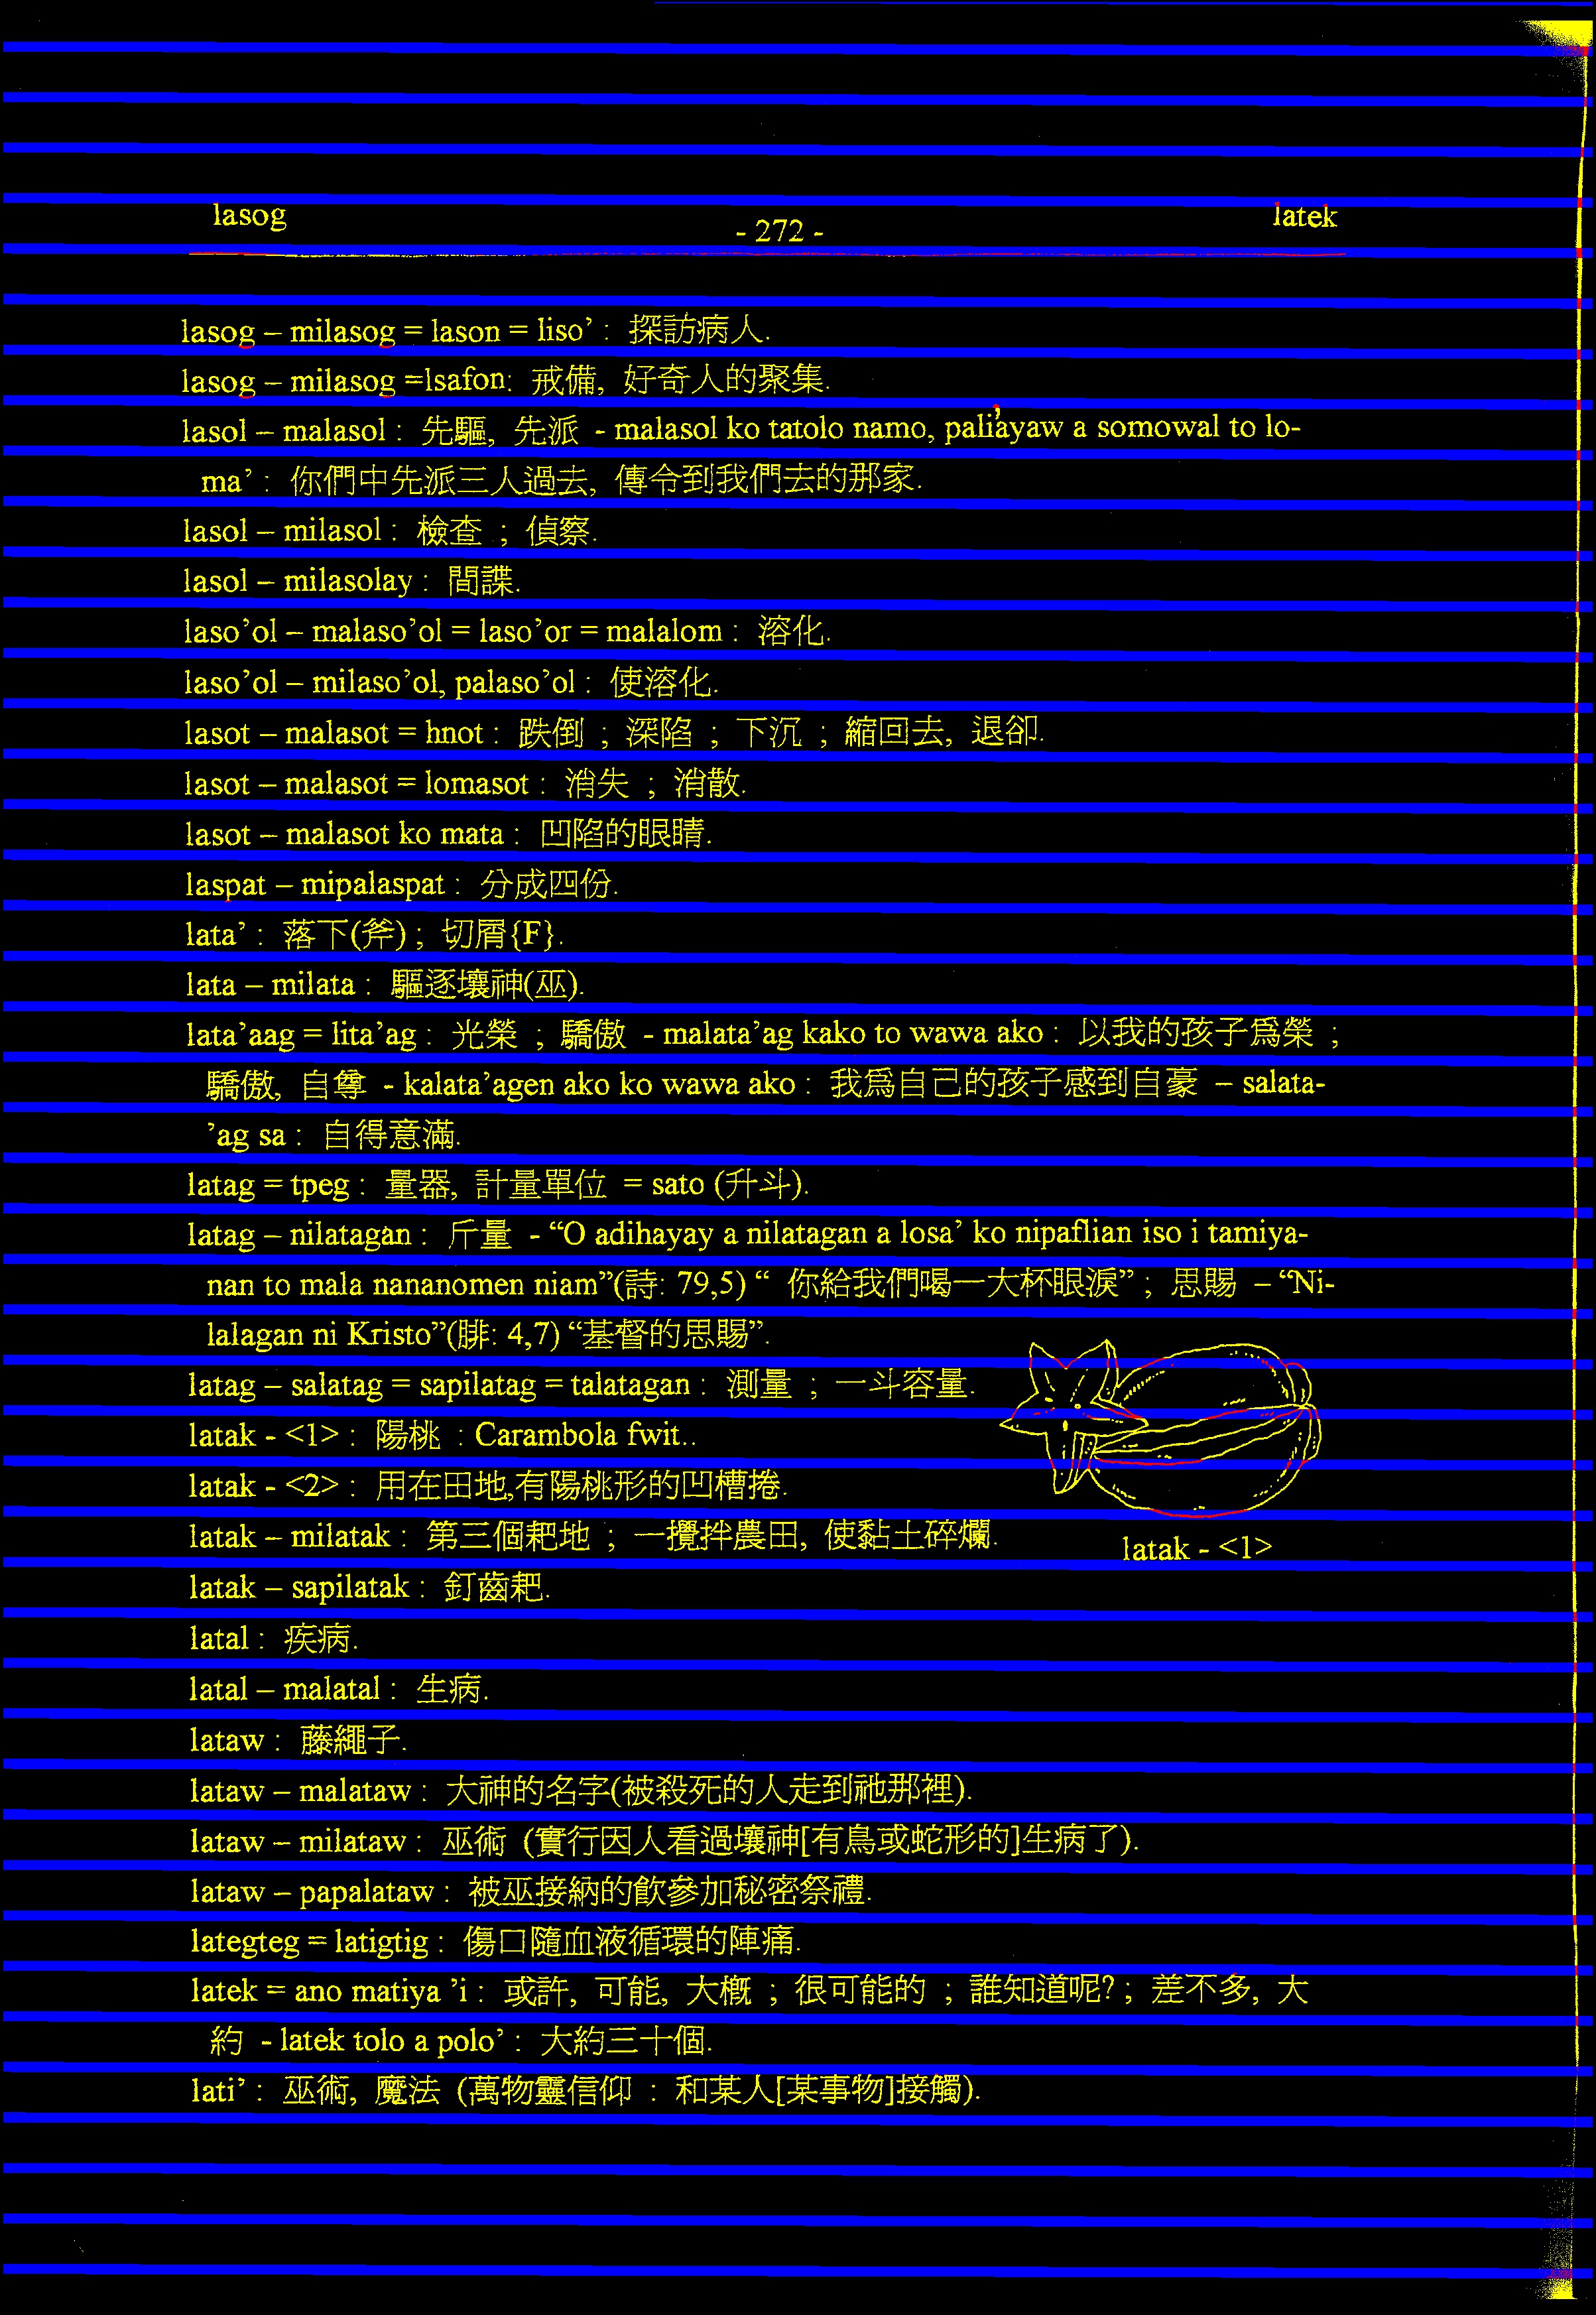 lasog
- 272 -
latek
lasog – milasog = lason = liso’ : 探訪病人.
lasog – milasog =lsafon: 戒備, 好奇人的聚集.
lasol – malasol : 先驅, 先派 - malasol ko tatolo namo, paliayaw a somowal to lo-
ma’ : 你們中先派三人過去, 傳令到我們去的那家.
lasol – milasol : 檢查 ; 偵察.
lasol – milasolay : 間諜.
laso’ol – malaso’ol = laso’or = malalom : 溶化.
laso’ol – milaso’ol, palaso’ol : 使溶化.
lasot – malasot = hnot : 跌倒 ; 深陷 ; 下沉 ; 縮回去, 退卻.
lasot – malasot = lomasot : 消失 ; 消散.
lasot – malasot ko mata : 凹陷的眼睛.
laspat – mipalaspat : 分成四份.
lata’ : 落下(斧) ; 切屑{F}.
lata – milata : 驅逐壞神(巫).
lata’aag = lita’ag : 光榮 ; 驕傲 - malata’ag kako to wawa ako : 以我的孩子爲榮 ;
驕傲, 自尊 - kalata’agen ako ko wawa ako : 我爲自己的孩子感到自豪 – salata-
’ag sa : 自得意滿.
latag = tpeg : 量器, 計量單位 = sato (升斗).
latag – nilatagan : 斤量 - “O adihayay a nilatagan a losa’ ko nipaflian iso i tamiya-
nan to mala nananomen niam”(詩: 79,5) “ 你給我們喝一大杯眼淚” ; 思賜 – “Ni-
lalagan ni Kristo”(腓: 4,7) “基督的思賜”.
latag – salatag = sapilatag = talatagan : 測量 ; 一斗容量.
latak - <1> : 陽桃 : Carambola fwit..
latak - <2> : 用在田地,有陽桃形的凹槽捲.
latak – milatak : 第三個耙地 ; 一攪拌農田, 使黏土碎爛.
latak - <1>
latak – sapilatak : 釘齒耙.
latal : 疾病.
latal – malatal : 生病.
lataw : 藤繩子.
lataw – malataw : 大神的名字(被殺死的人走到祂那裡).
lataw – milataw : 巫術 (實行因人看過壞神[有鳥或蛇形的]生病了).
lataw – papalataw : 被巫接納的飲參加秘密祭禮.
lategteg = latigtig : 傷口隨血液循環的陣痛.
latek = ano matiya ’i : 或許, 可能, 大概 ; 很可能的 ; 誰知道呢? ; 差不多, 大
約 - latek tolo a polo’ : 大約三十個.
lati’ : 巫術, 魔法 (萬物靈信仰 : 和某人[某事物]接觸).